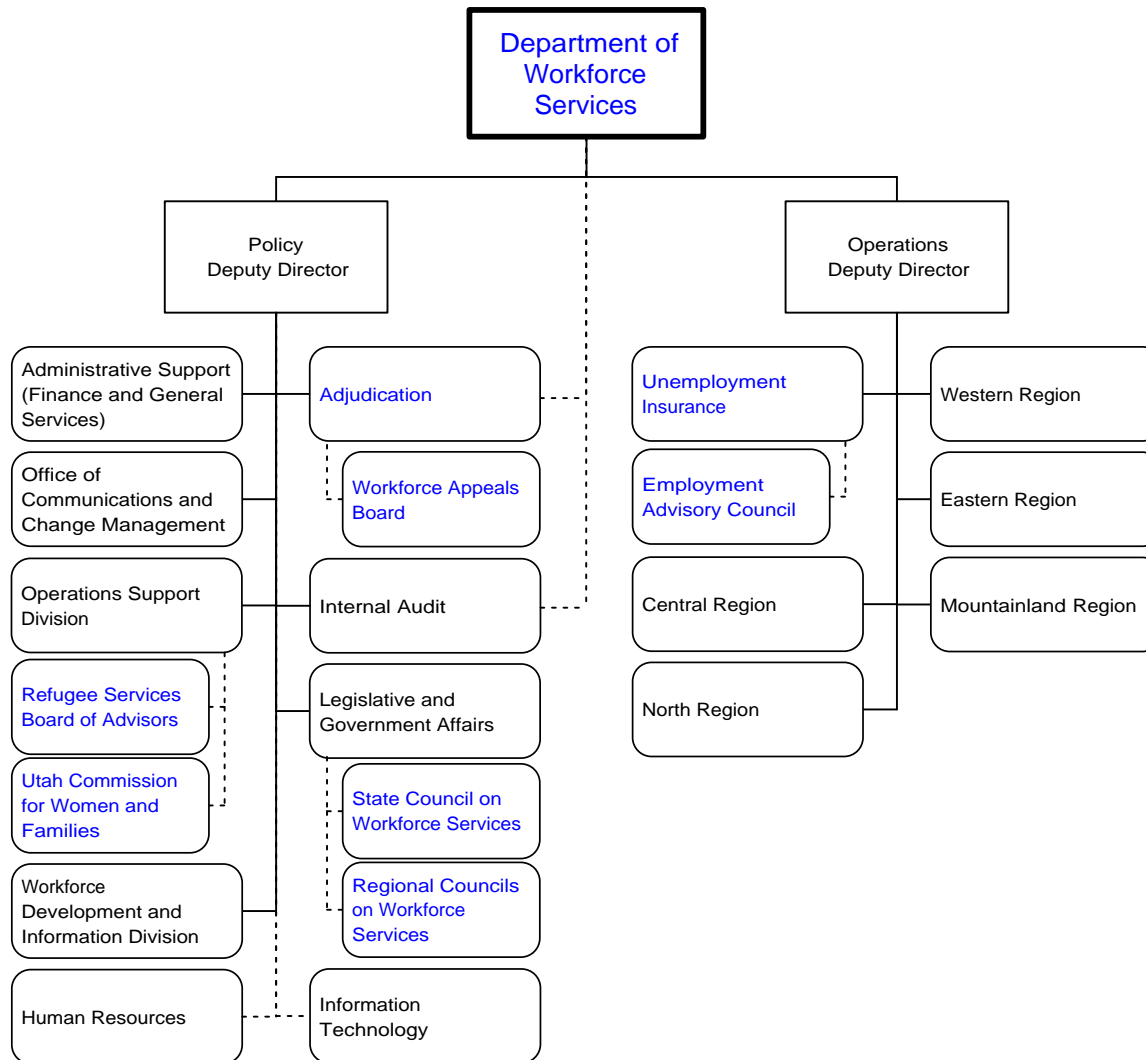 Department of
Workforce
Services
Policy
Deputy Director
Operations
Deputy Director
Administrative Support
(Finance and General
Services)
Adjudication
Unemployment
Insurance
Western Region
Office of
Communications and
Change Management
Workforce Appeals
Board
Employment
Advisory Council
Eastern Region
Operations Support
Division
Internal Audit
Central Region
Mountainland Region
Refugee Services
Board of Advisors
Legislative and
Government Affairs
North Region
Utah Commission
for Women and
Families
State Council on
Workforce Services
Workforce
Development and
Information Division
Regional Councils
on Workforce
Services
Human Resources
Information
Technology